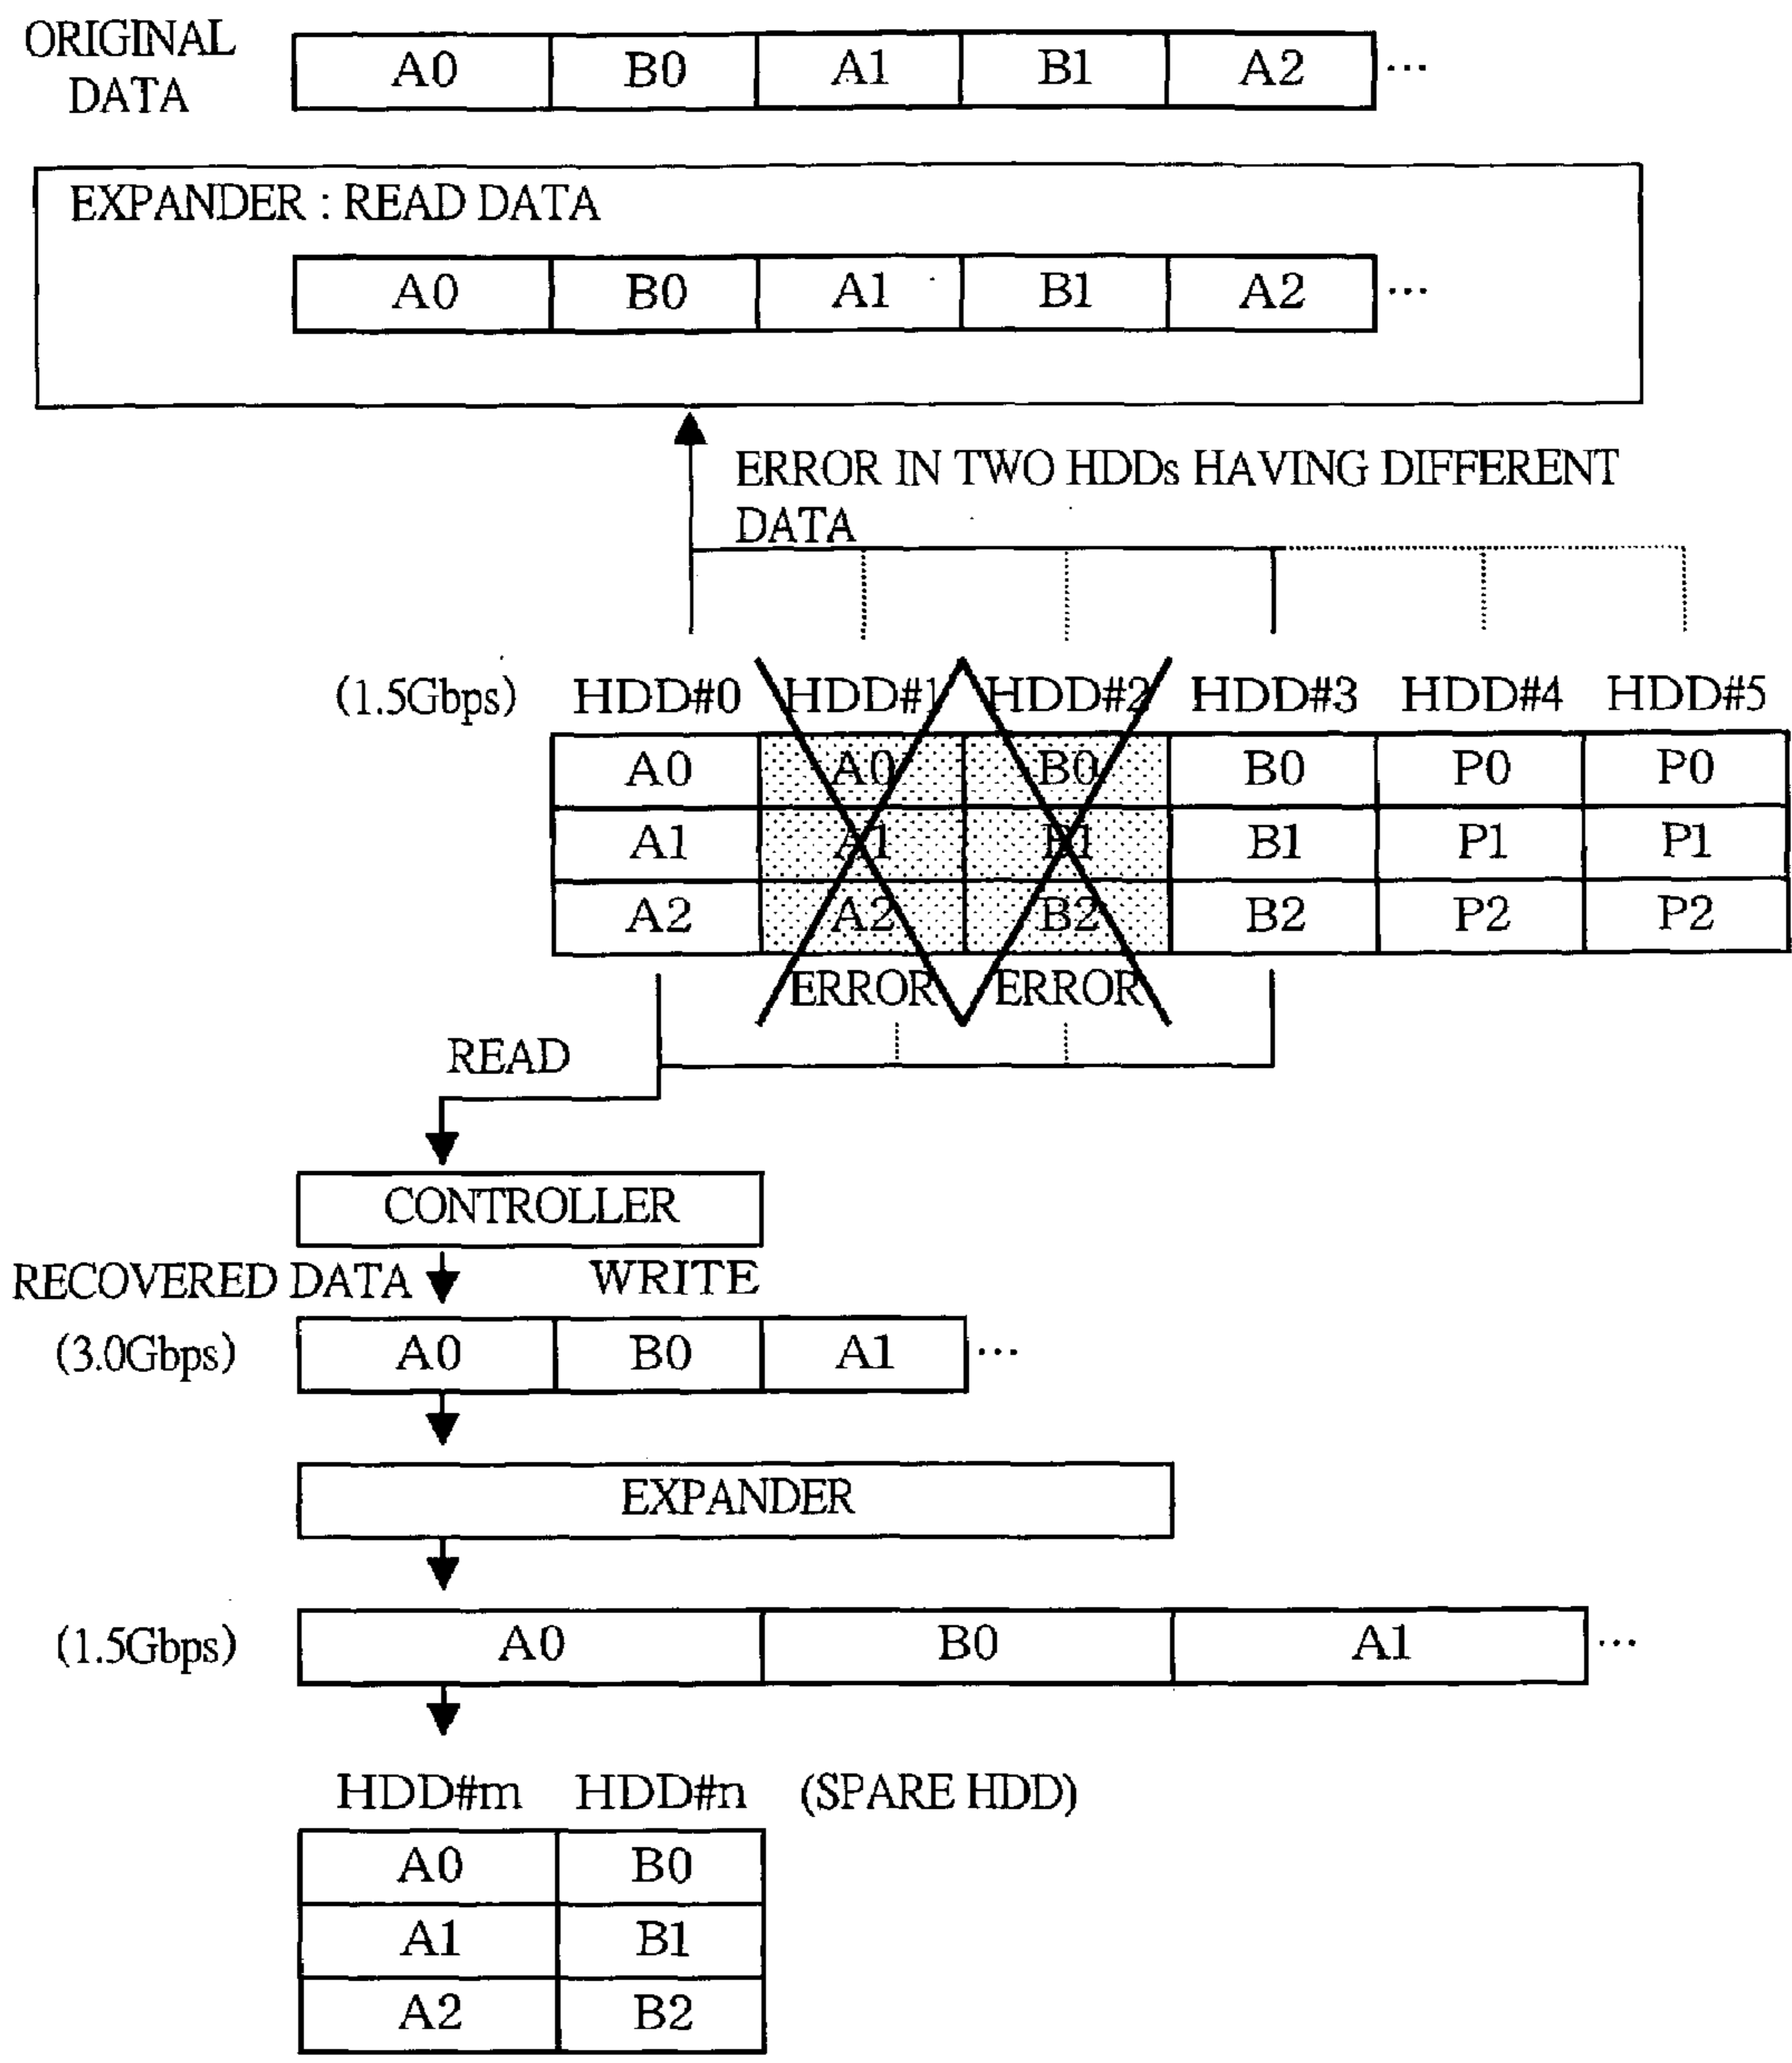 ORIGINAL
DATA
A0 B0 A1 B1 A2 ...
EXPANDER : READ DATA
A0 B0 A1 B1 A2 ...
ERROR IN TWO HDDs HAVING DIFFERENT
DATA
(1.5Gbps) HDD#0 HDD#1 HDD#2 HDD#3 HDD#4 HDD#5
A0 A0 B0 B0 P0 P0
A1 A1 B1 B1 P1 P1
A2 A2 B2 B2 P2 P2
ERROR ERROR
READ
CONTROLLER
RECOVERED DATA WRITE
(3.0Gbps) A0 B0 A1 ...
EXPANDER
(1.5Gbps) A0 B0 A1 ...
HDD#m HDD#n (SPARE HDD)
A0 B0
A1 B1
A2 B2